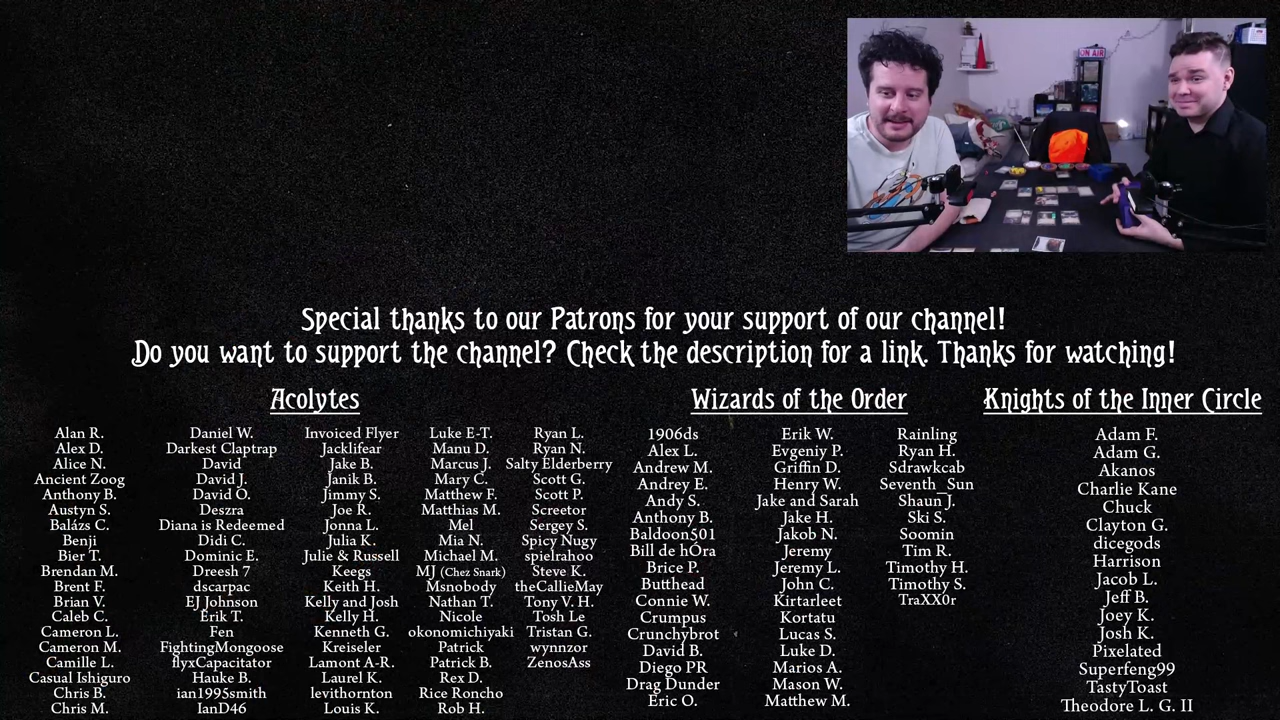 ON AIR
Special thanks to our Patrons for your support of our channel!
Do you want to support the channel? Check the description for a link. Thanks for watching!
Acolytes
Alan R.
Alex D.
Alice N.
Ancient Zoog
Anthony B.
Austyn S.
Balázs C.
Benji
Bier T.
Brendan M.
Brent F.
Brian V.
Caleb C.
Cameron L.
Cameron M.
Camille L.
Casual Ishiguro
Chris B.
Chris M.
Daniel W.
Darkest Claptrap
David
David J.
David O.
Deszra
Diana is Redeemed
Didi C.
Dominic E.
Dreesh 7
dscarpac
EJ Johnson
Erik T.
Fen
FightingMongoose
flyxCapacitator
Hauke B.
ian1995smith
IanD46
Invoiced Flyer
Jacklifear
Jake B.
Janik B.
Jimmy S.
Joe R.
Jonna L.
Julia K.
Julie & Russell
Keegs
Keith H.
Kelly and Josh
Kelly H.
Kenneth G.
Kreiseler
Lamont A-R.
Laurel K.
levithornton
Louis K.
Luke E-T.
Manu D.
Marcus J.
Mary C.
Matthew F.
Matthias M.
Mel
Mia N.
Michael M.
MJ (Chez Snark)
Msnobody
Nathan T.
Nicole
okonomichiyaki
Patrick
Patrick B.
Rex D.
Rice Roncho
Rob H.
Ryan L.
Ryan N.
Salty Elderberry
Scott G.
Scott P.
Screetor
Sergey S.
Spicy Nugy
spielrahoo
Steve K.
theCallieMay
Tony V. H.
Tosh Le
Tristan G.
wynnzor
ZenosAss
Wizards of the Order
1906ds
Alex L.
Andrew M.
Andrey E.
Andy S.
Anthony B.
Baldoon501
Bill de hÓra
Brice P.
Butthead
Connie W.
Crumpus
Crunchybrot
David B.
Diego PR
Drag Dunder
Eric O.
Erik W.
Evgeniy P.
Griffin D.
Henry W.
Jake and Sarah
Jake H.
Jakob N.
Jeremy
Jeremy L.
John C.
Kirtarleet
Kortatu
Lucas S.
Luke D.
Marios A.
Mason W.
Matthew M.
Rainling
Ryan H.
Sdrawkcab
Seventh_Sun
Shaun J.
Ski S.
Soomin
Tim R.
Timothy H.
Timothy S.
TraXX0r
Knights of the Inner Circle
Adam F.
Adam G.
Akanos
Charlie Kane
Chuck
Clayton G.
dicegods
Harrison
Jacob L.
Jeff B.
Joey K.
Josh K.
Pixelated
Superfeng99
TastyToast
Theodore L. G. II